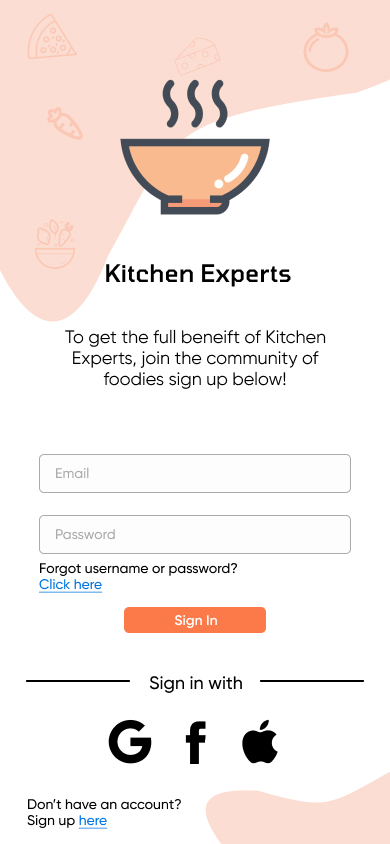 Kitchen Experts
To get the full beneift of Kitchen
Experts, join the community of
foodies sign up below!
Email
Password
Forgot username or password?
Click here
Sign In
Sign in with
Don’t have an account?
Sign up here